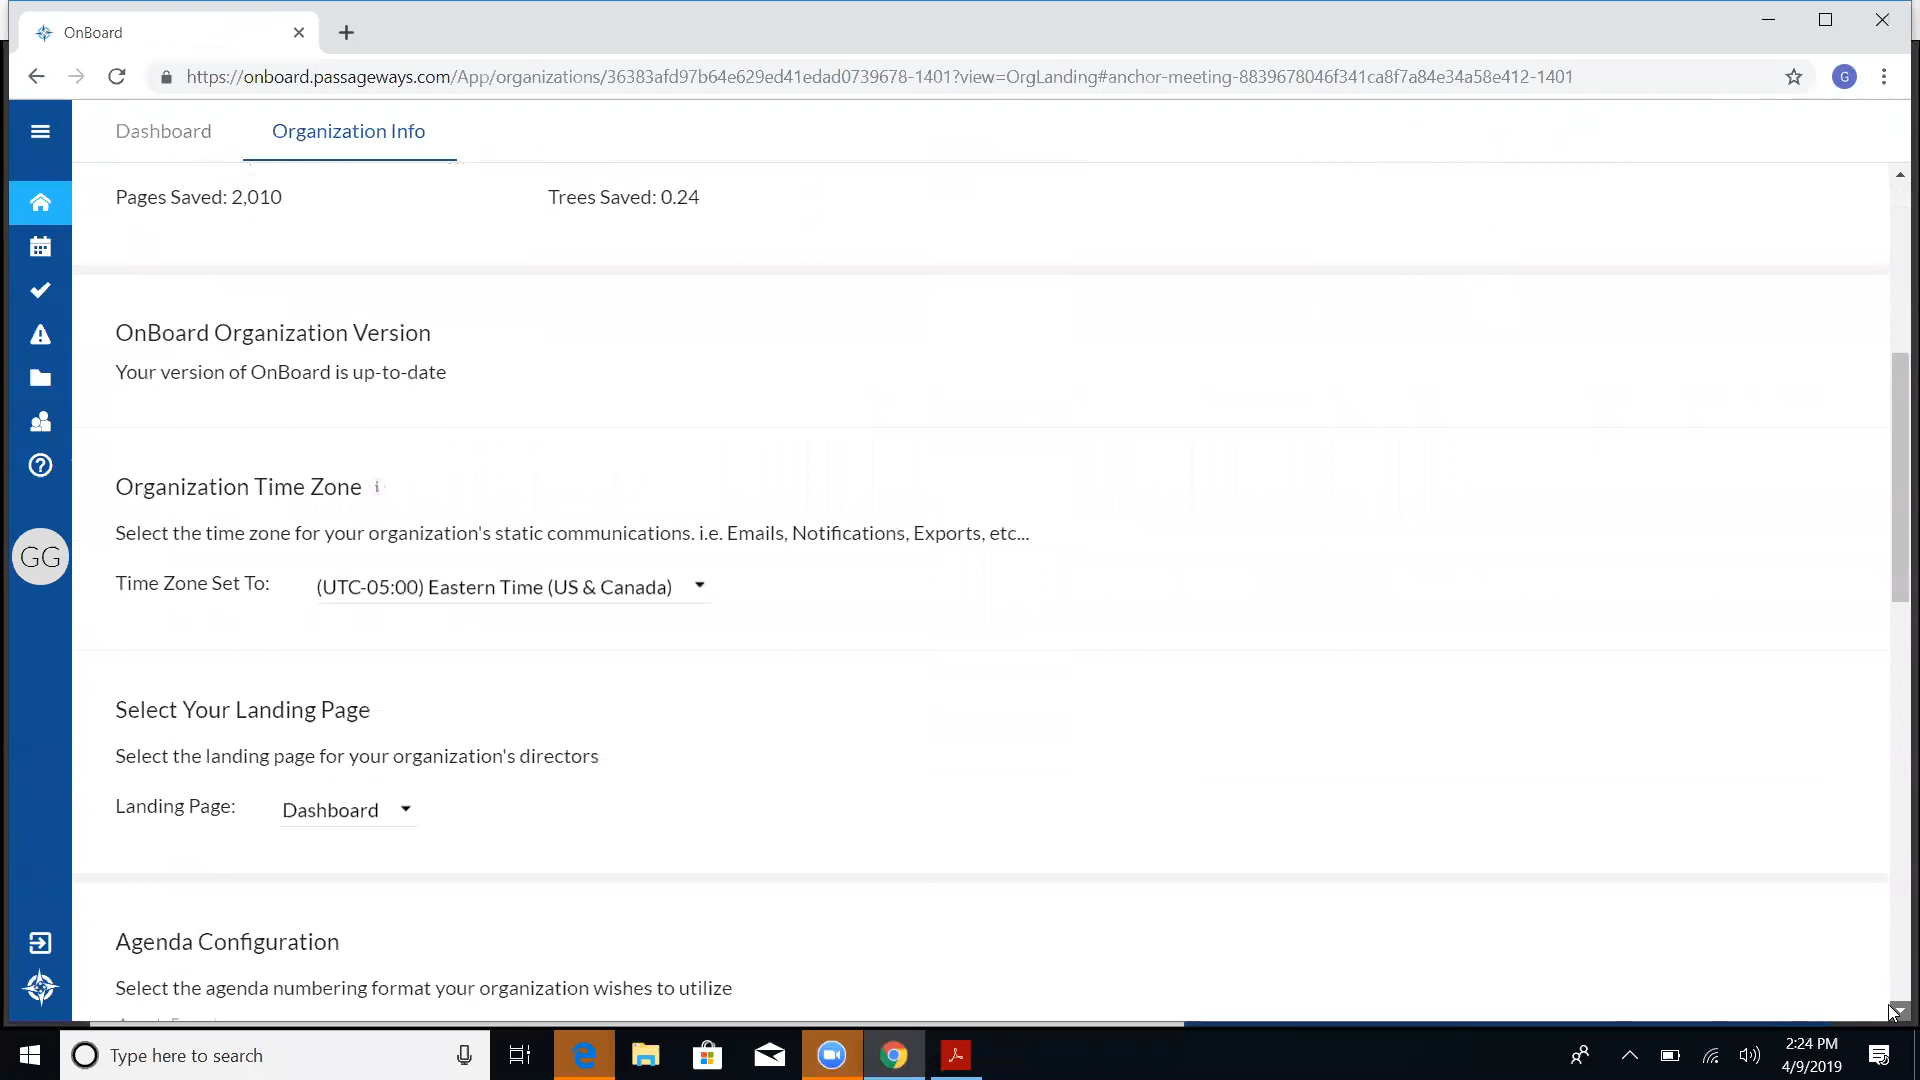 OnBoard
https://onboard.passageways.com/App/organizations/36383afd97b64e629ed41edad0739678-1401?view=OrgLanding#anchor-meeting-8839678046f341ca8f7a84e34a58e412-1401
G
Dashboard
Organization Info
Pages Saved: 2,010
Trees Saved: 0.24
OnBoard Organization Version
Your version of OnBoard is up-to-date
Organization Time Zone i
Select the time zone for your organization's static communications. i.e. Emails, Notifications, Exports, etc...
GG
Time Zone Set To: (UTC-05:00) Eastern Time (US & Canada)
Select Your Landing Page
Select the landing page for your organization's directors
Landing Page: Dashboard
Agenda Configuration
Select the agenda numbering format your organization wishes to utilize
Type here to search
2:24 PM
4/9/2019